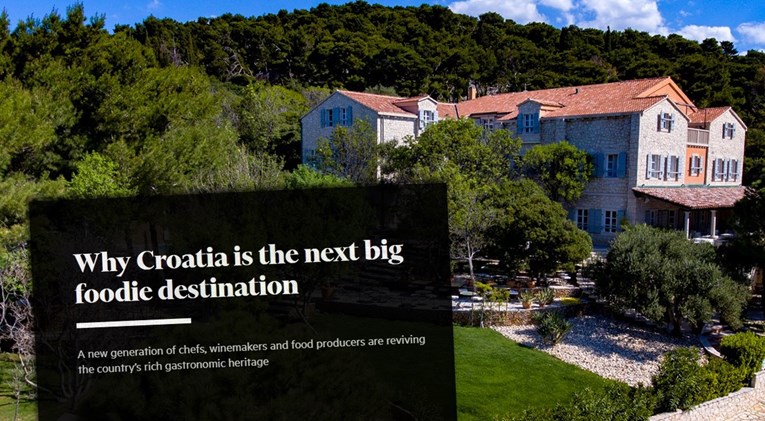 Why Croatia is the next big
foodie destination
A new generation of chefs, winemakers and food producers are reviving
the country's rich gastronomic heritage